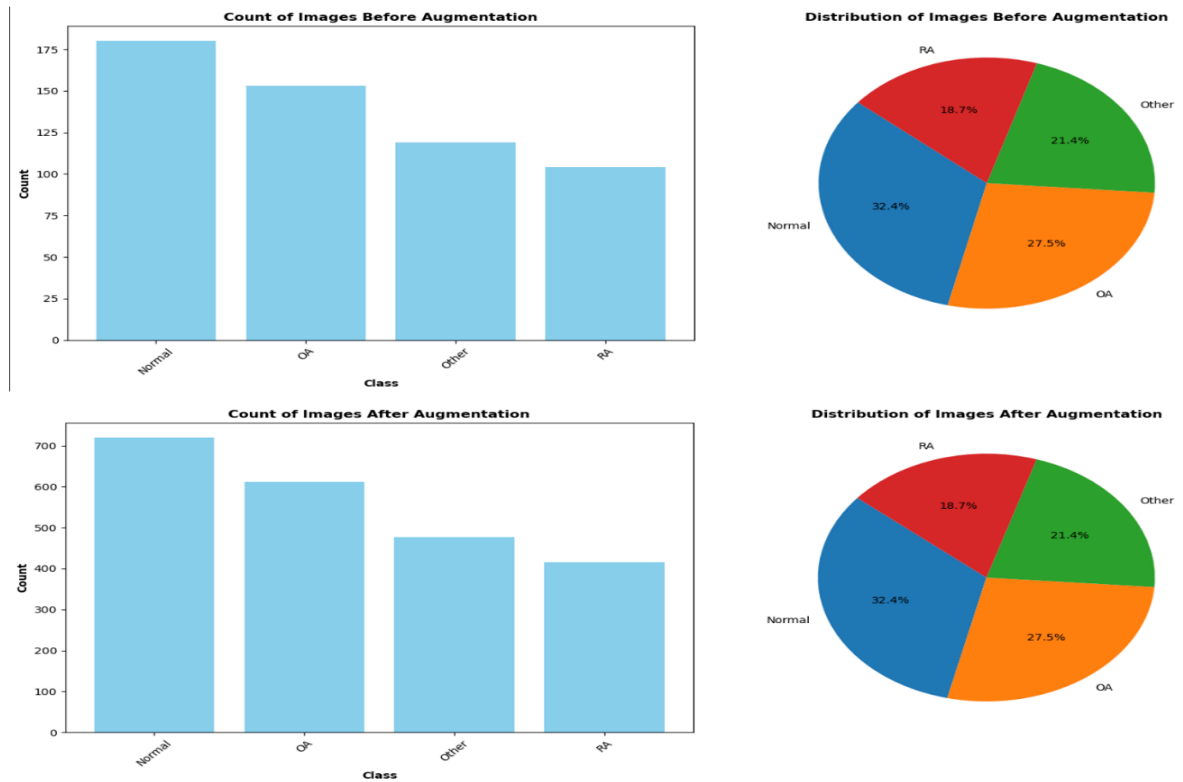 Count of Images Before Augmentation
175
150
125
100
75
50
25
0
Count
Normal
OA
Other
RA
Class
Distribution of Images Before Augmentation
RA
Other
18.7%
21.4%
32.4%
Normal
27.5%
OA
Count of Images After Augmentation
700
600
500
400
300
200
100
0
Count
Normal
OA
Other
RA
Class
Distribution of Images After Augmentation
RA
Other
18.7%
21.4%
32.4%
Normal
27.5%
OA